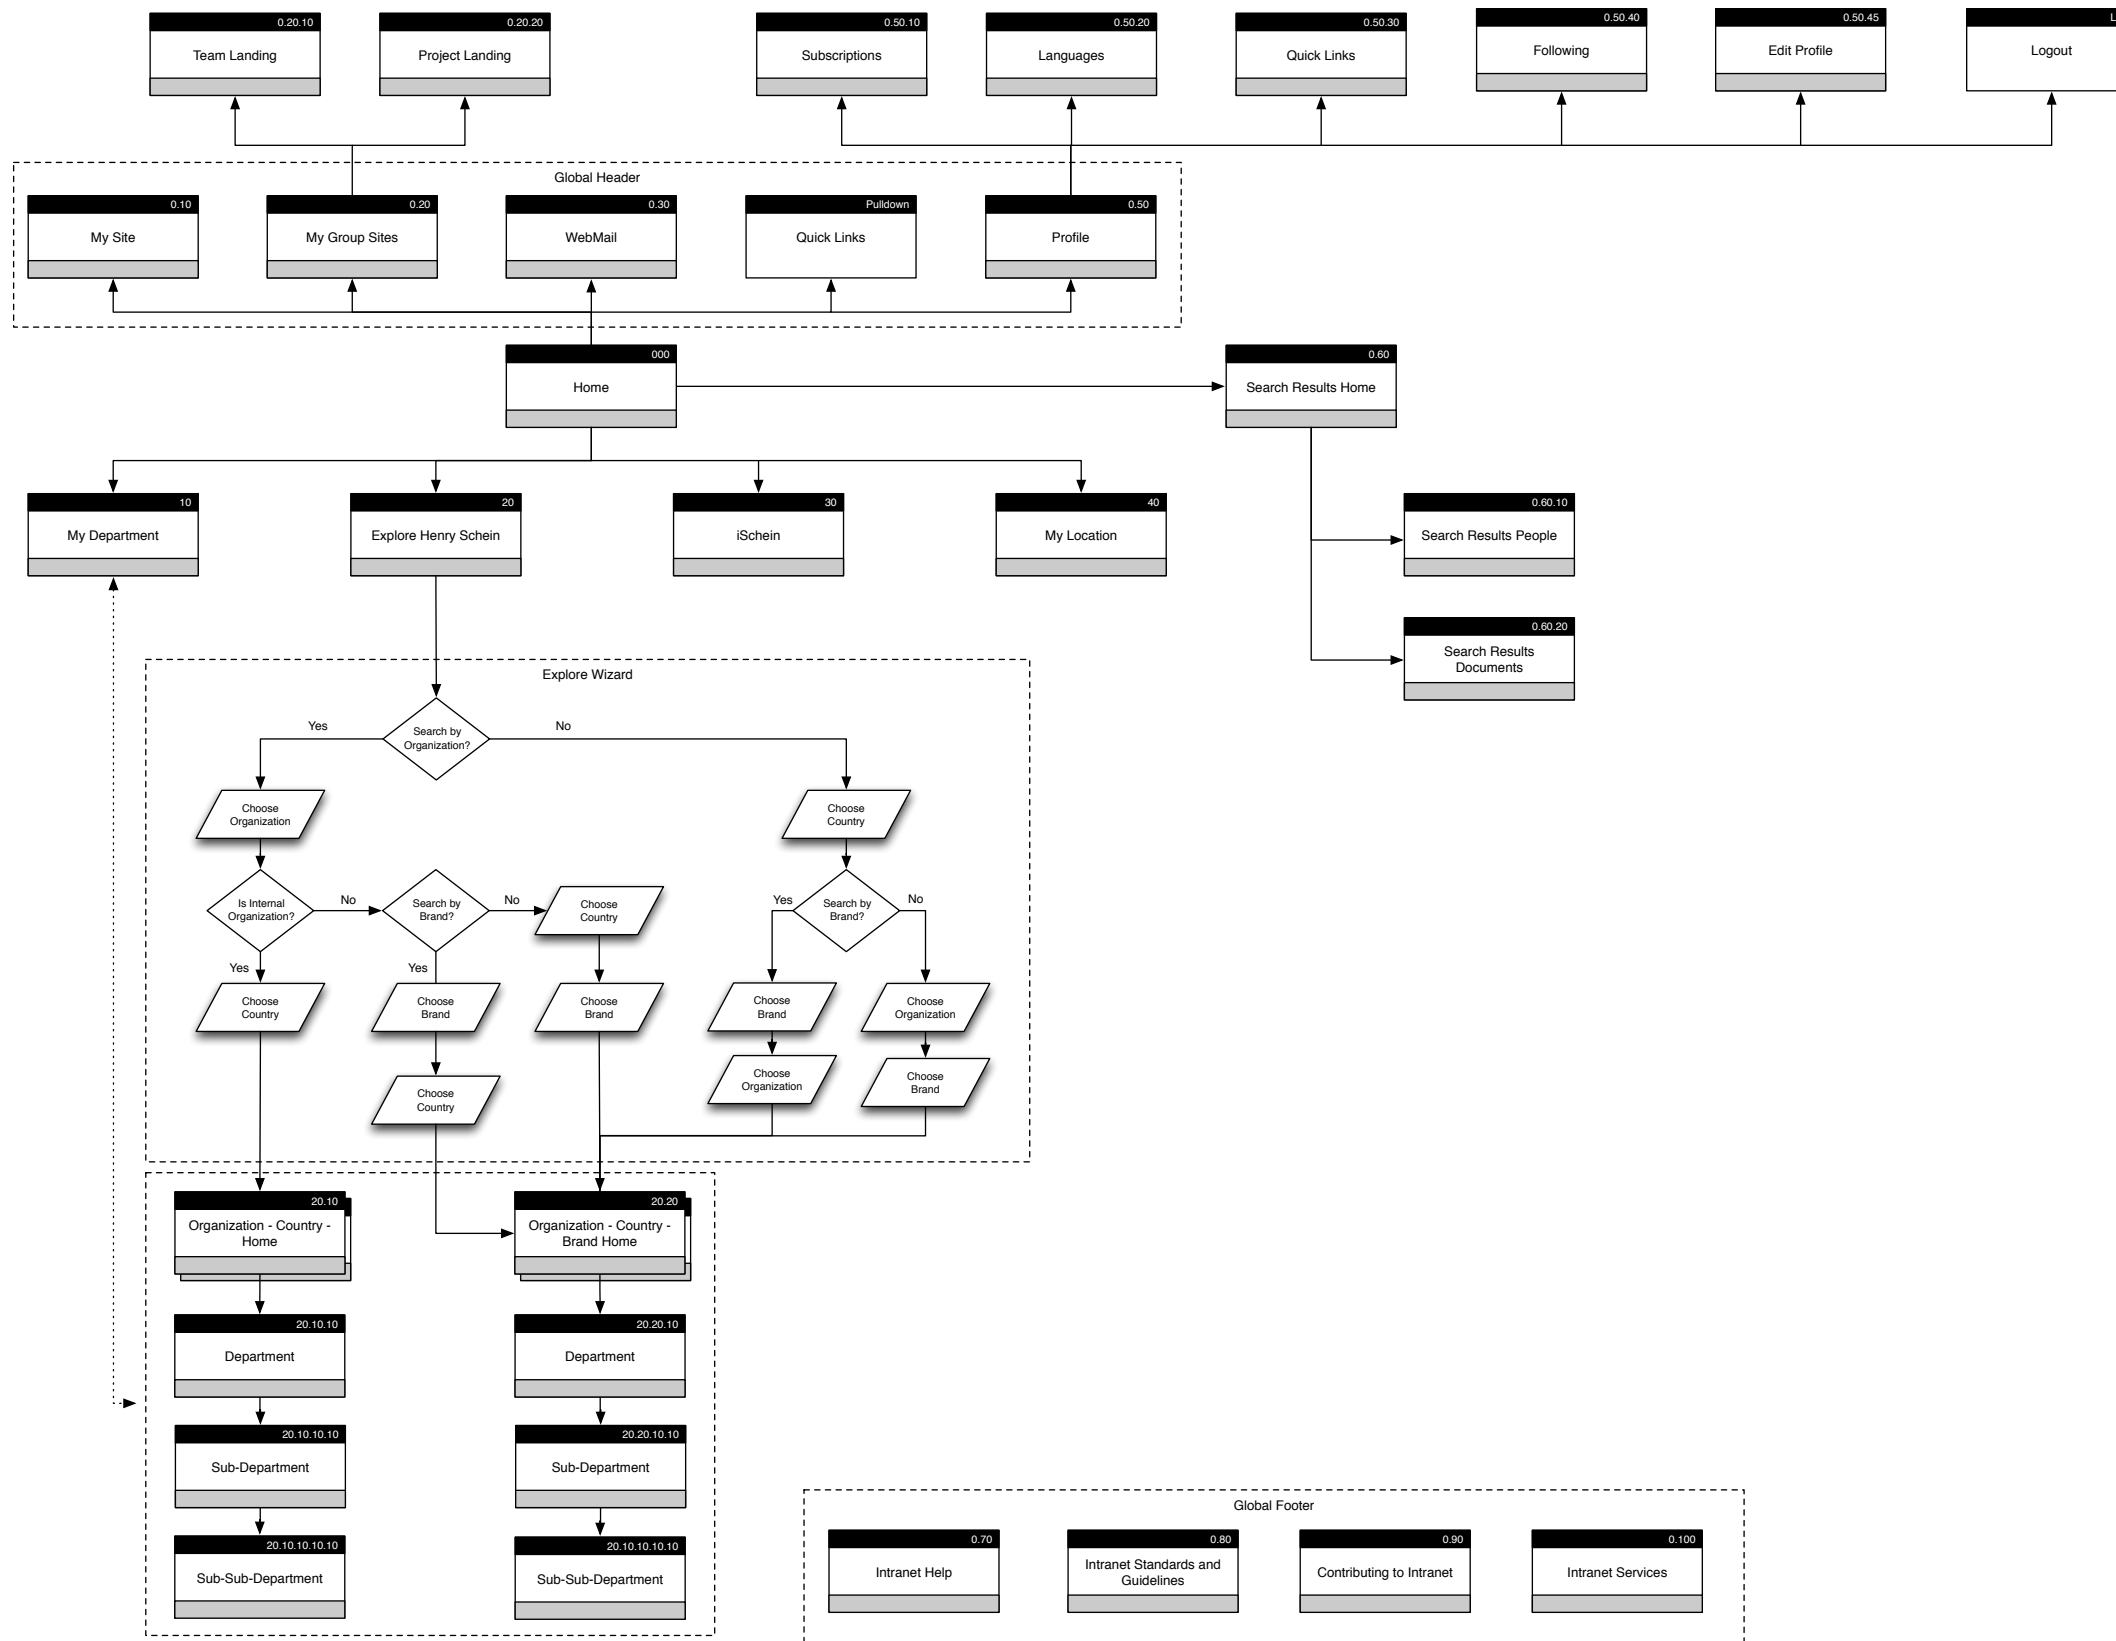 0.20.10
Team Landing
0.20.20
Project Landing
0.50.10
Subscriptions
0.50.20
Languages
0.50.30
Quick Links
0.50.40
Following
0.50.45
Edit Profile
L
Logout
Global Header
0.10
My Site
0.20
My Group Sites
0.30
WebMail
Pulldown
Quick Links
0.50
Profile
000
Home
0.60
Search Results Home
10
My Department
20
Explore Henry Schein
30
iSchein
40
My Location
0.60.10
Search Results People
0.60.20
Search Results
Documents
Explore Wizard
Yes
Search by
Organization?
No
Choose
Organization
Choose
Country
Is Internal
Organization?
No
Search by
Brand?
No
Choose
Country
Yes
Search by
Brand?
No
Yes
Choose
Country
Yes
Choose
Brand
Choose
Brand
Choose
Brand
Choose
Organization
Choose
Country
Choose
Organization
Choose
Brand
20.10
Organization - Country -
Home
20.20
Organization - Country -
Brand Home
20.10.10
Department
20.20.10
Department
20.10.10.10
Sub-Department
20.20.10.10
Sub-Department
20.10.10.10.10
Sub-Sub-Department
20.10.10.10.10
Sub-Sub-Department
Global Footer
0.70
Intranet Help
0.80
Intranet Standards and
Guidelines
0.90
Contributing to Intranet
0.100
Intranet Services